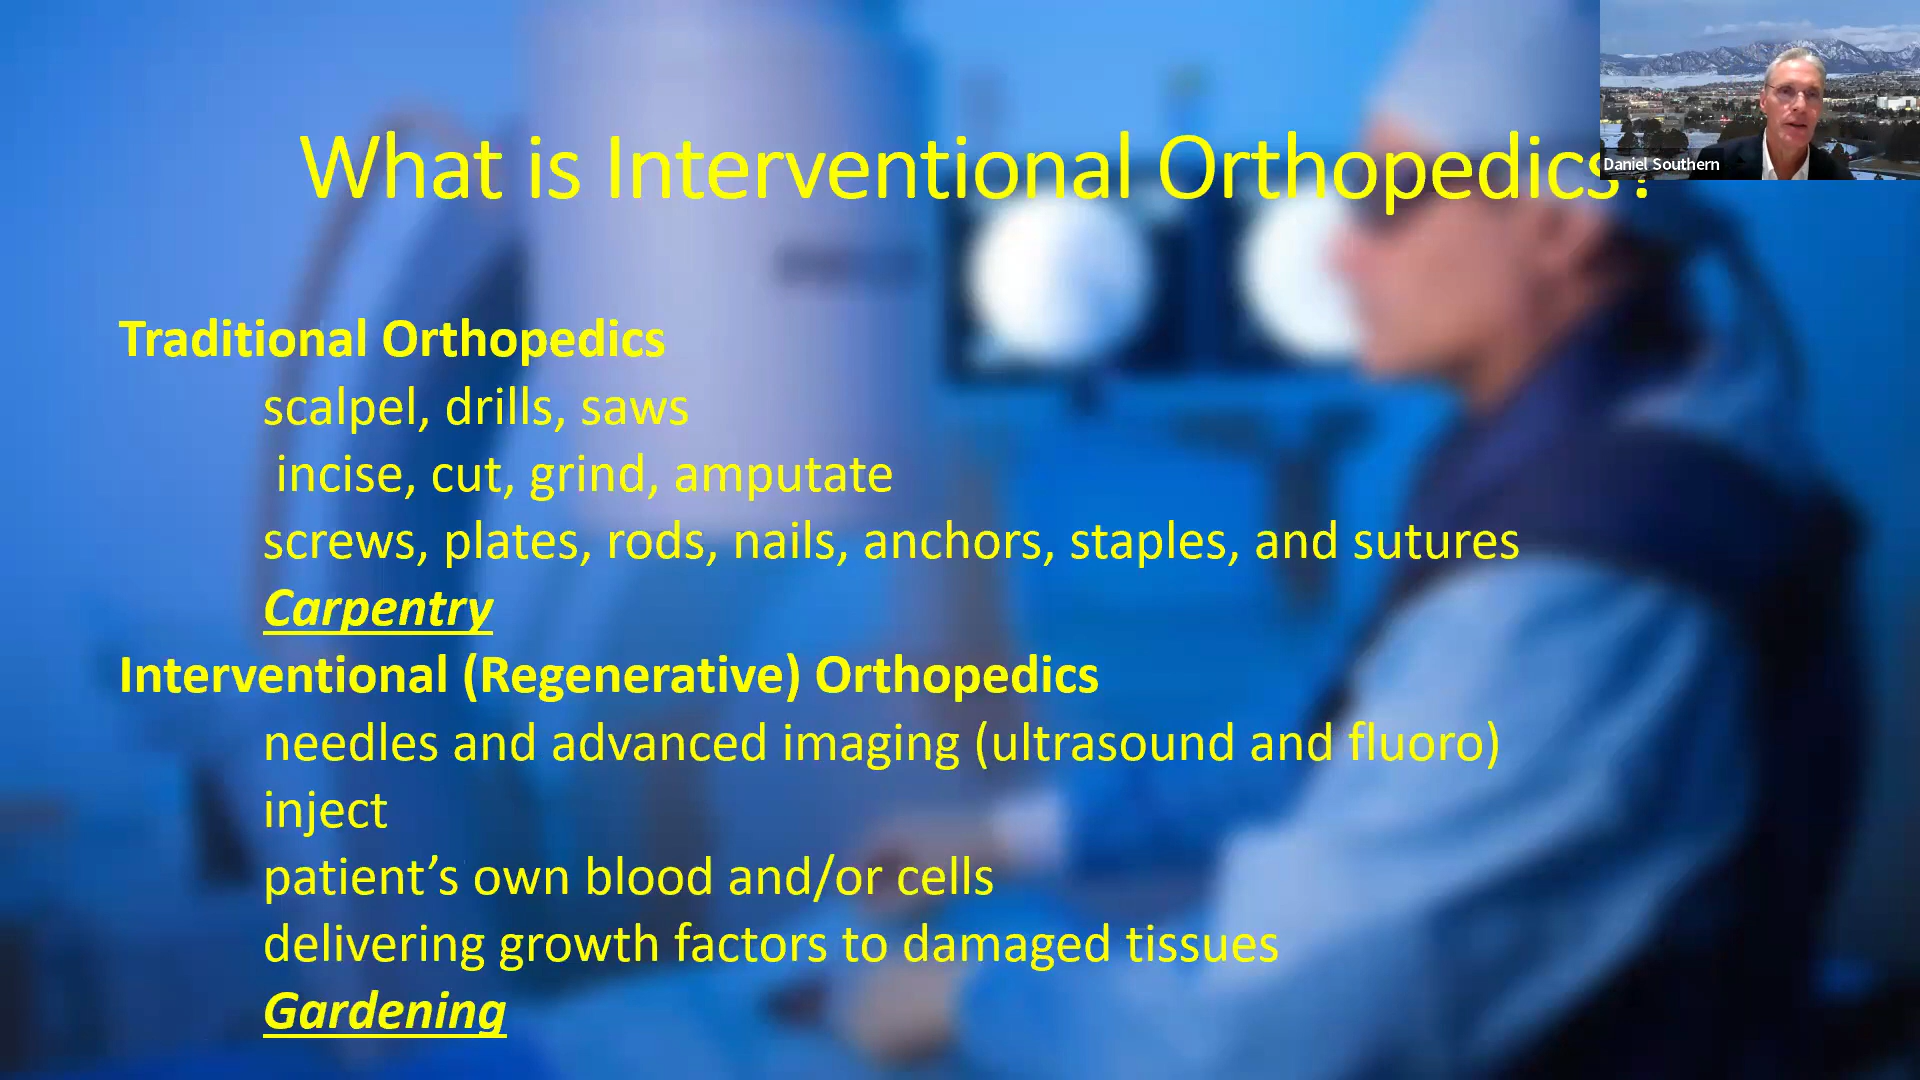 What is Interventional Orthopedics?
Daniel Southern
Traditional Orthopedics
scalpel, drills, saws
incise, cut, grind, amputate
screws, plates, rods, nails, anchors, staples, and sutures
Carpentry
Interventional (Regenerative) Orthopedics
needles and advanced imaging (ultrasound and fluoro)
inject
patient’s own blood and/or cells
delivering growth factors to damaged tissues
Gardening